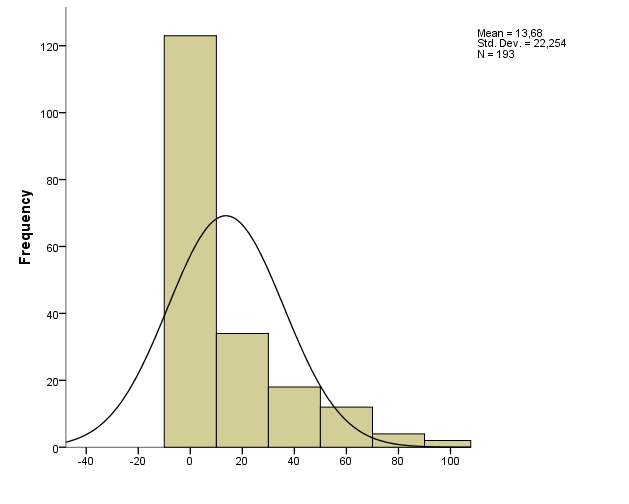 Mean = 13,68
Std. Dev. = 22,254
N = 193
Frequency
120
100
80
60
40
20
0
-40 -20 0 20 40 60 80 100